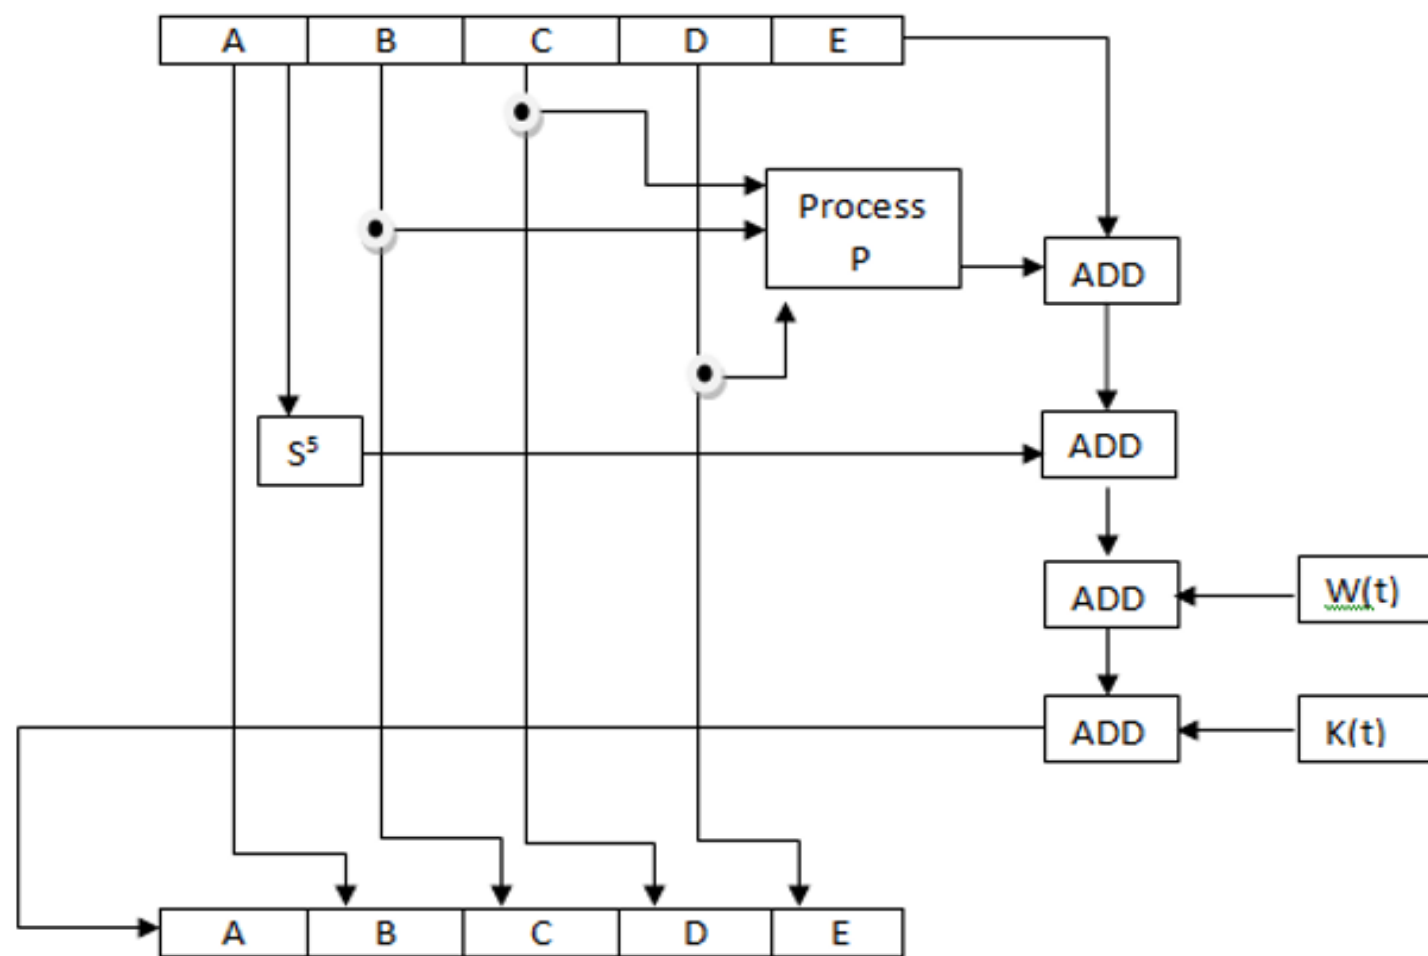 A B C D E
Process
P
ADD
S⁵
ADD
ADD
W(t)
ADD
K(t)
A B C D E